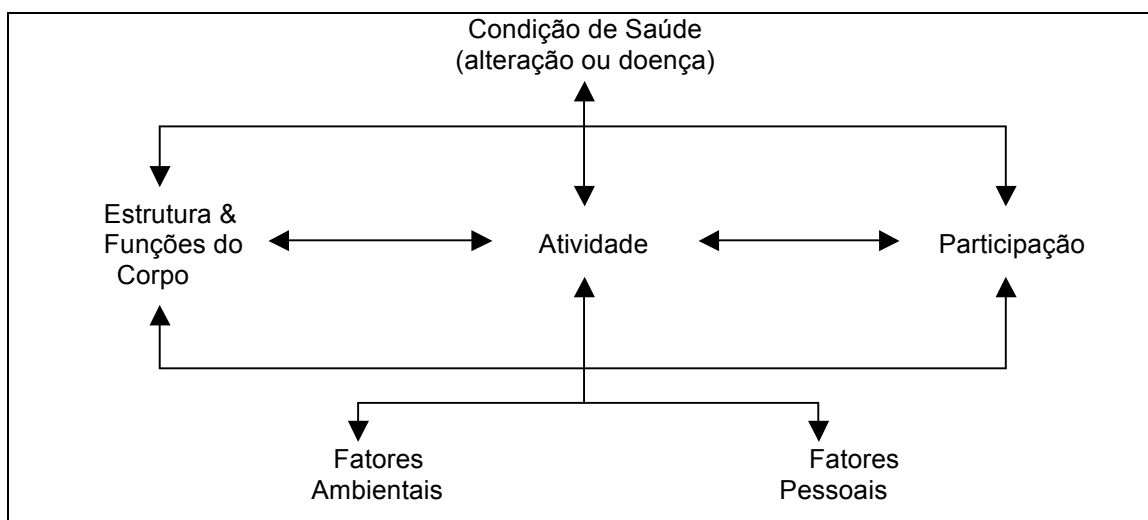 Condição de Saúde
(alteração ou doença)
Estrutura &
Funções do
Corpo
Atividade
Participação
Fatores
Ambientais
Fatores
Pessoais